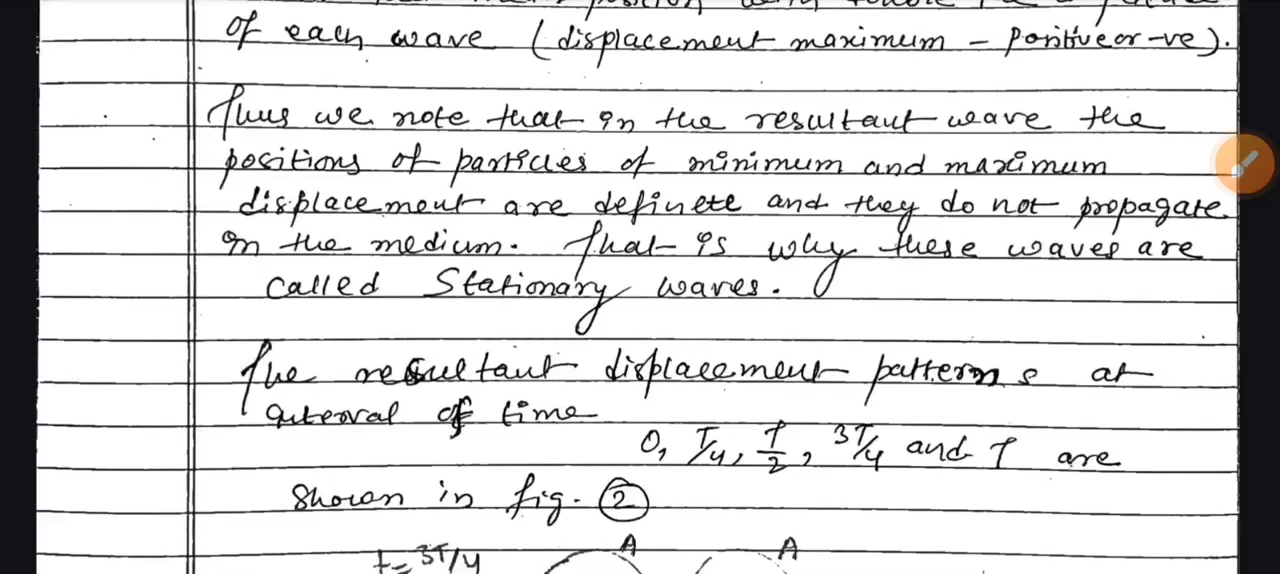 of each wave (displacement maximum - positive or -ve).
Thus we note that in the resultant wave the
positions of particles of minimum and maximum
displacement are definete and they do not propagate
in the medium. That is why these waves are
called Stationary waves.
The resultant displacement patterns at
interval of time
0, T/4, T/2, 3T/4 and T are
shown in fig. 2
t= 3T/4 A A